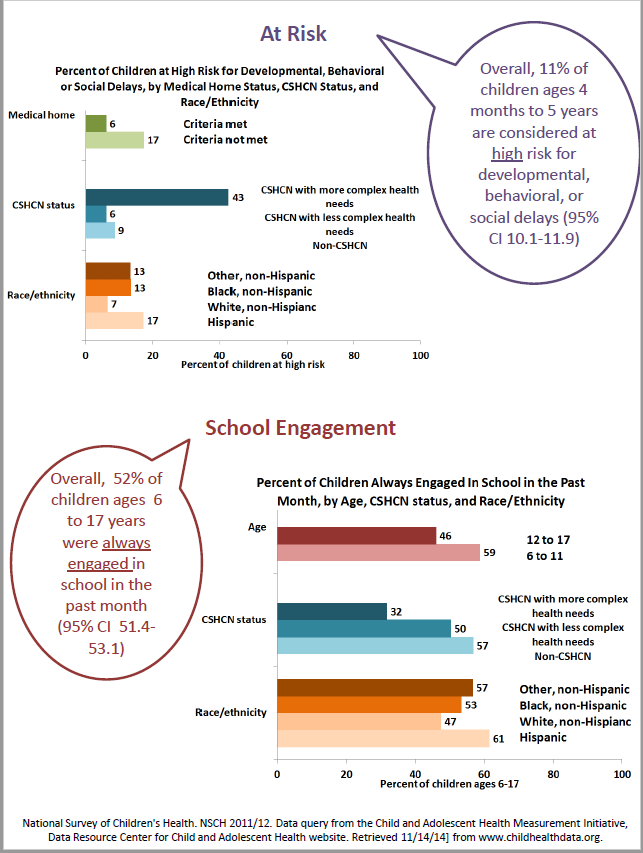 At Risk
Percent of Children at High Risk for Developmental, Behavioral
or Social Delays, by Medical Home Status, CSHCN Status, and
Race/Ethnicity
Overall, 11% of
children ages 4
months to 5 years
are considered at
high risk for
developmental,
behavioral, or
social delays (95%
CI 10.1-11.9)
Medical home
6
Criteria met
17
Criteria not met
CSHCN status
43
CSHCN with more complex health
needs
6
CSHCN with less complex health
needs
9
Non-CSHCN
Race/ethnicity
13
Other, non-Hispanic
13
Black, non-Hispanic
7
White, non-Hispianc
17
Hispanic
0 20 40 60 80 100
Percent of children at high risk
School Engagement
Overall, 52% of
children ages 6
to 17 years
were always
engaged in
school in the
past month
(95% CI 51.4-
53.1)
Percent of Children Always Engaged In School in the Past
Month, by Age, CSHCN status, and Race/Ethnicity
Age
46
12 to 17
59
6 to 11
CSHCN status
32
CSHCN with more complex
health needs
50
CSHCN with less complex
health needs
57
Non-CSHCN
Race/ethnicity
57
Other, non-Hispanic
53
Black, non-Hispanic
47
White, non-Hispianc
61
Hispanic
0 20 40 60 80 100
Percent of children ages 6-17
National Survey of Children's Health. NSCH 2011/12. Data query from the Child and Adolescent Health Measurement Initiative,
Data Resource Center for Child and Adolescent Health website. Retrieved 11/14/14] from www.childhealthdata.org.